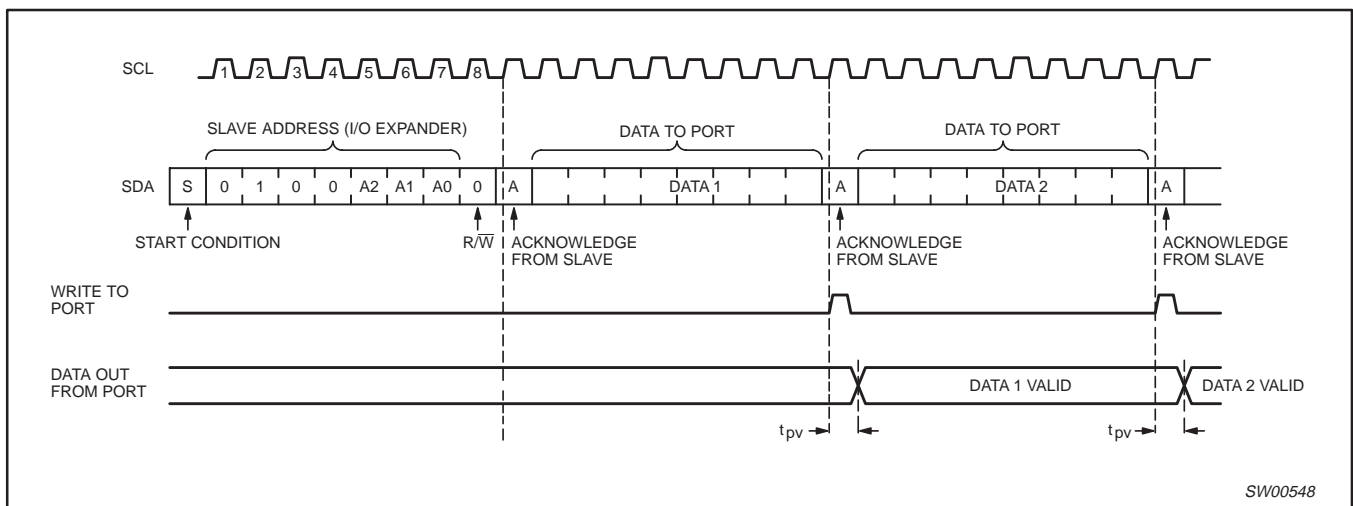 SCL 1 2 3 4 5 6 7 8
SLAVE ADDRESS (I/O EXPANDER) DATA TO PORT DATA TO PORT
SDA S 0 1 0 0 A2 A1 A0 0 A DATA 1 A DATA 2 A
START CONDITION R/W̅ ACKNOWLEDGE FROM SLAVE ACKNOWLEDGE FROM SLAVE ACKNOWLEDGE FROM SLAVE
WRITE TO
PORT
DATA OUT
FROM PORT
DATA 1 VALID DATA 2 VALID
tpv tpv
SW00548